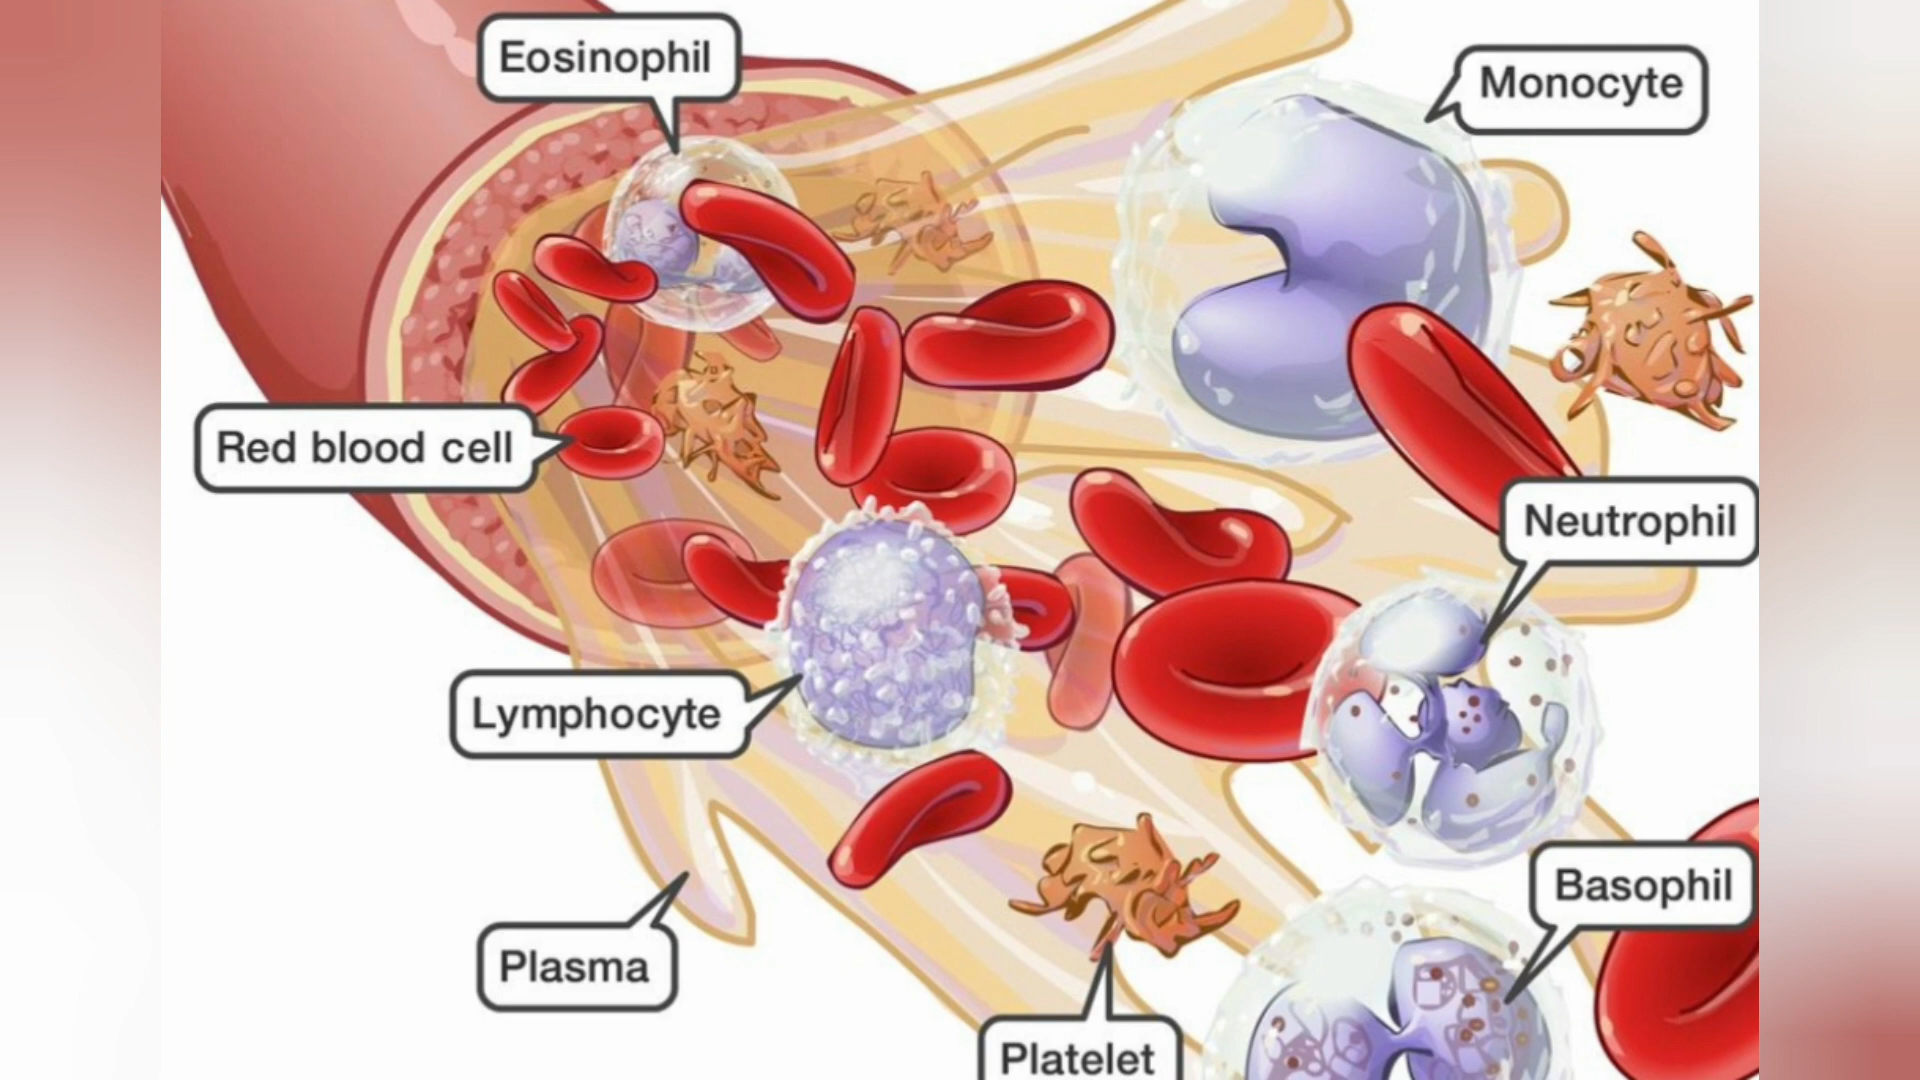 Eosinophil
Monocyte
Red blood cell
Neutrophil
Lymphocyte
Basophil
Plasma
Platelet